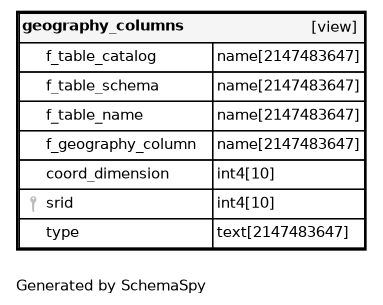 geography_columns [view]
f_table_catalog name[2147483647]
f_table_schema name[2147483647]
f_table_name name[2147483647]
f_geography_column name[2147483647]
coord_dimension int4[10]
srid int4[10]
type text[2147483647]
Generated by SchemaSpy